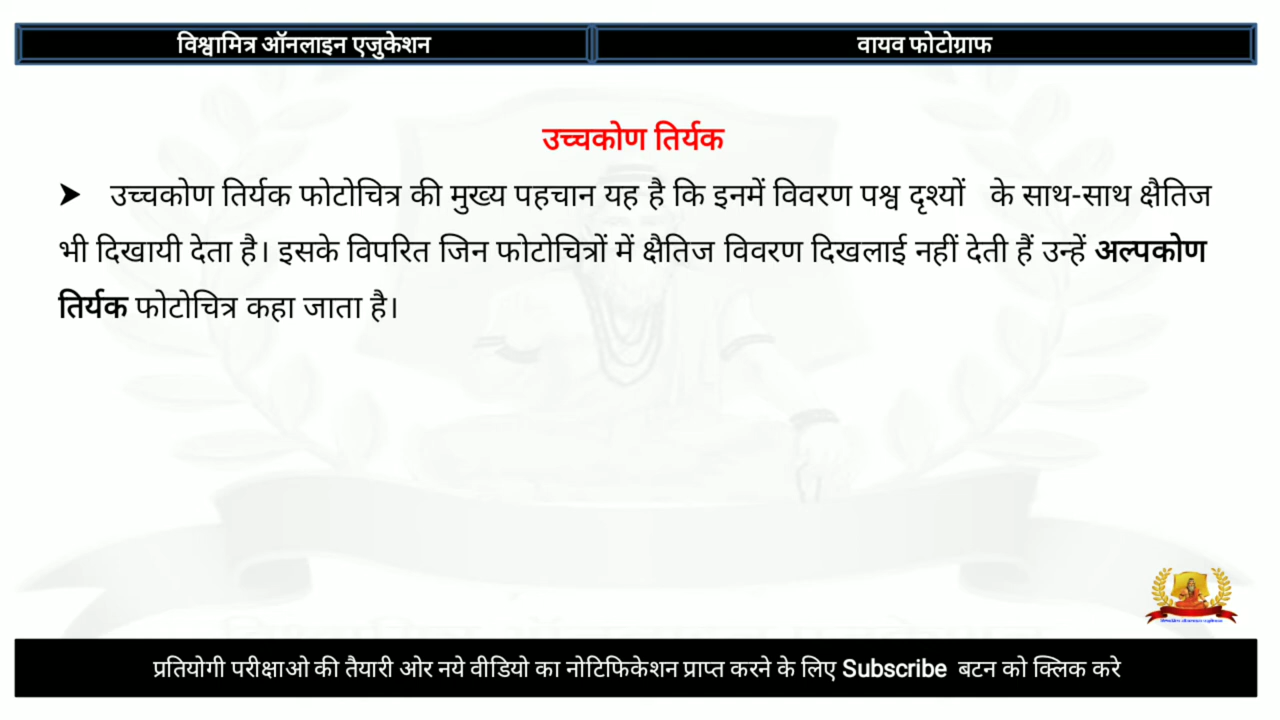 विश्वामित्र ऑनलाइन एजुकेशन
वायव फोटोग्राफ
उच्चकोण तिर्यक
➤ उच्चकोण तिर्यक फोटोचित्र की मुख्य पहचान यह है कि इनमें विवरण पश्व दृश्यों के साथ-साथ क्षैतिज
भी दिखायी देता है। इसके विपरित जिन फोटोचित्रों में क्षैतिज विवरण दिखलाई नहीं देती हैं उन्हें अल्पकोण
तिर्यक फोटोचित्र कहा जाता है।
प्रतियोगी परीक्षाओ की तैयारी ओर नये वीडियो का नोटिफिकेशन प्राप्त करने के लिए Subscribe बटन को क्लिक करे